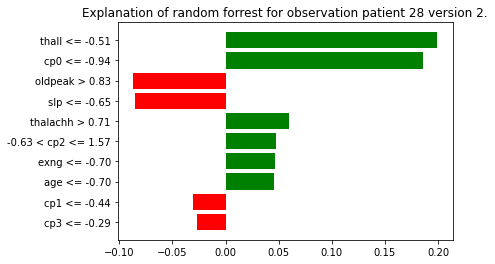 Explanation of random forrest for observation patient 28 version 2.
thall <= -0.51
cp0 <= -0.94
oldpeak > 0.83
slp <= -0.65
thalachh > 0.71
-0.63 < cp2 <= 1.57
exng <= -0.70
age <= -0.70
cp1 <= -0.44
cp3 <= -0.29
-0.10 -0.05 0.00 0.05 0.10 0.15 0.20